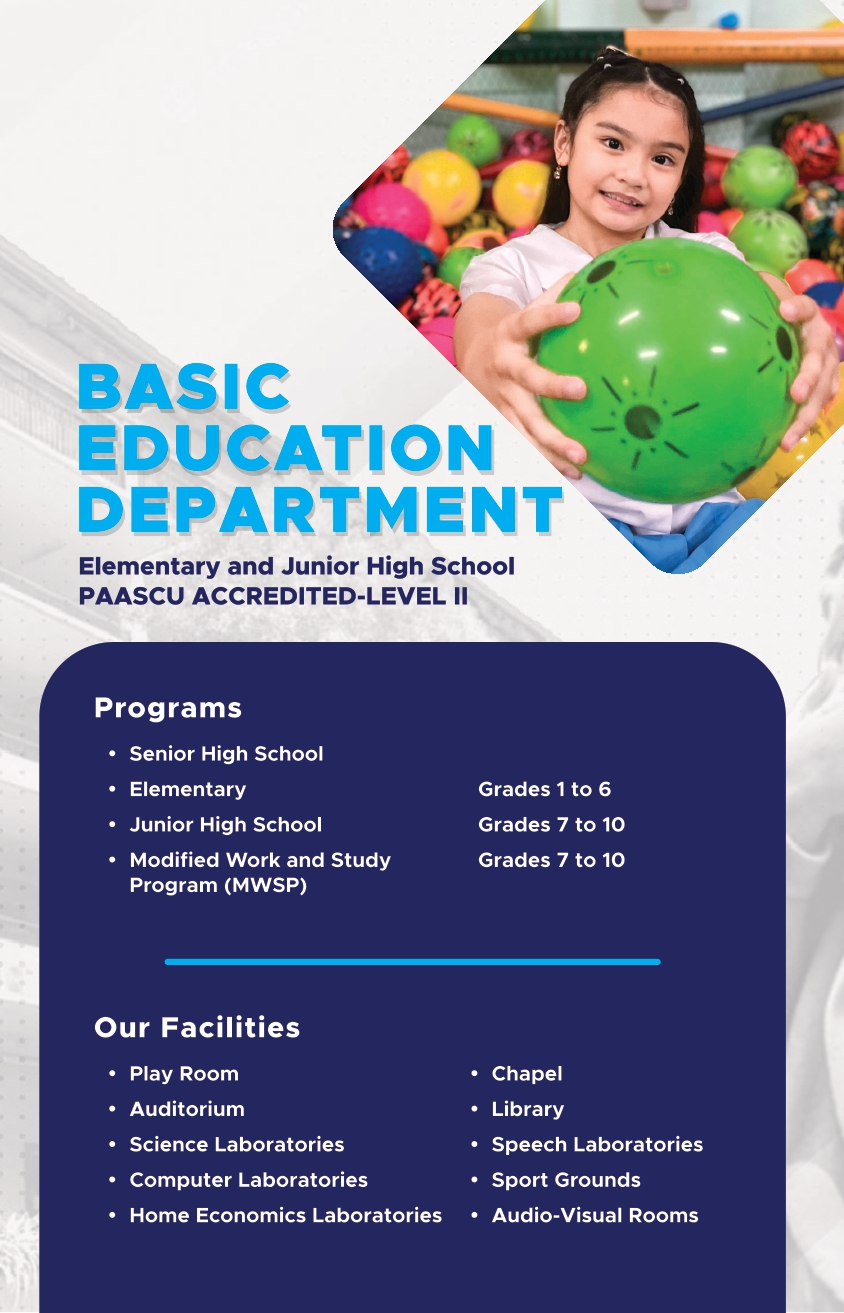 BASIC
EDUCATION
DEPARTMENT
Elementary and Junior High School
PAASCU ACCREDITED-LEVEL II
Programs
• Senior High School
• Elementary Grades 1 to 6
• Junior High School Grades 7 to 10
• Modified Work and Study Grades 7 to 10
Program (MWSP)
Our Facilities
• Play Room
• Auditorium
• Science Laboratories
• Computer Laboratories
• Home Economics Laboratories
• Chapel
• Library
• Speech Laboratories
• Sport Grounds
• Audio-Visual Rooms